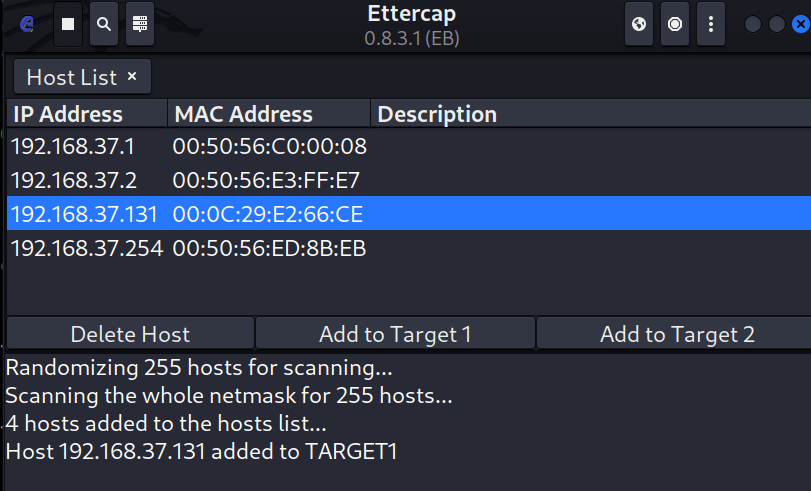 Ettercap
0.8.3.1 (EB)
Host List ×
IP Address MAC Address Description
192.168.37.1 00:50:56:C0:00:08
192.168.37.2 00:50:56:E3:FF:E7
192.168.37.131 00:0C:29:E2:66:CE
192.168.37.254 00:50:56:ED:8B:EB
Delete Host Add to Target 1 Add to Target 2
Randomizing 255 hosts for scanning...
Scanning the whole netmask for 255 hosts...
4 hosts added to the hosts list...
Host 192.168.37.131 added to TARGET1